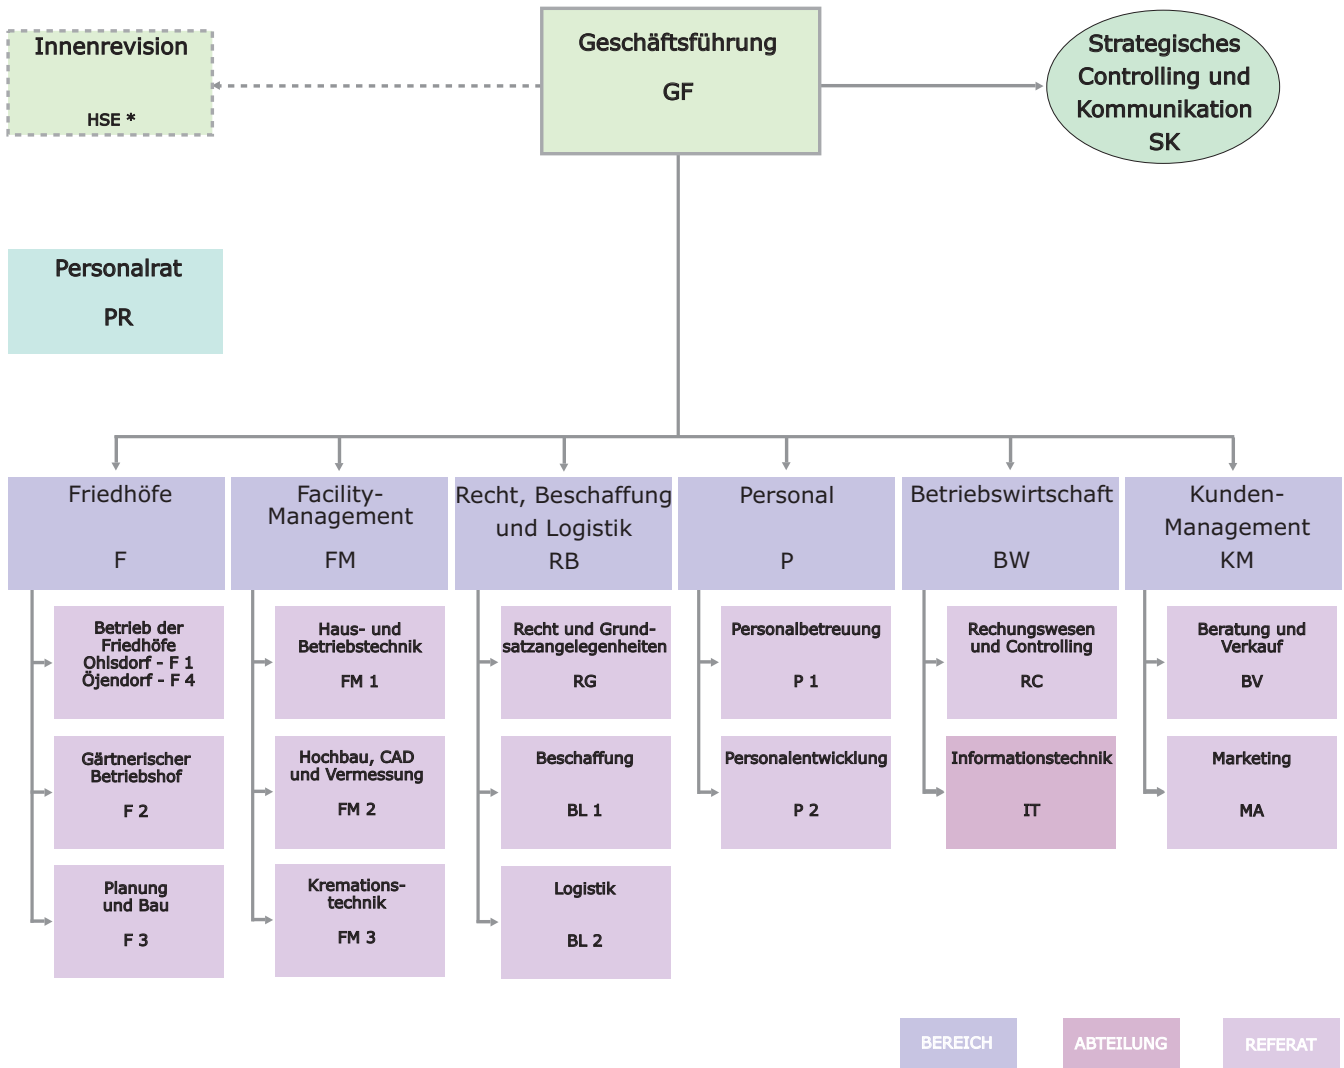 Innenrevision
HSE *
Geschäftsführung
GF
Strategisches
Controlling und
Kommunikation
SK
Personalrat
PR
Friedhöfe
F
Facility-
Management
FM
Recht, Beschaffung
und Logistik
RB
Personal
P
Betriebswirtschaft
BW
Kunden-
Management
KM
Betrieb der
Friedhöfe
Ohlsdorf - F 1
Öjendorf - F 4
Haus- und
Betriebstechnik
FM 1
Recht und Grund-
satzangelegenheiten
RG
Personalbetreuung
P 1
Rechungswesen
und Controlling
RC
Beratung und
Verkauf
BV
Gärtnerischer
Betriebshof
F 2
Hochbau, CAD
und Vermessung
FM 2
Beschaffung
BL 1
Personalentwicklung
P 2
Informationstechnik
IT
Marketing
MA
Planung
und Bau
F 3
Kremations-
technik
FM 3
Logistik
BL 2
BEREICH
ABTEILUNG
REFERAT